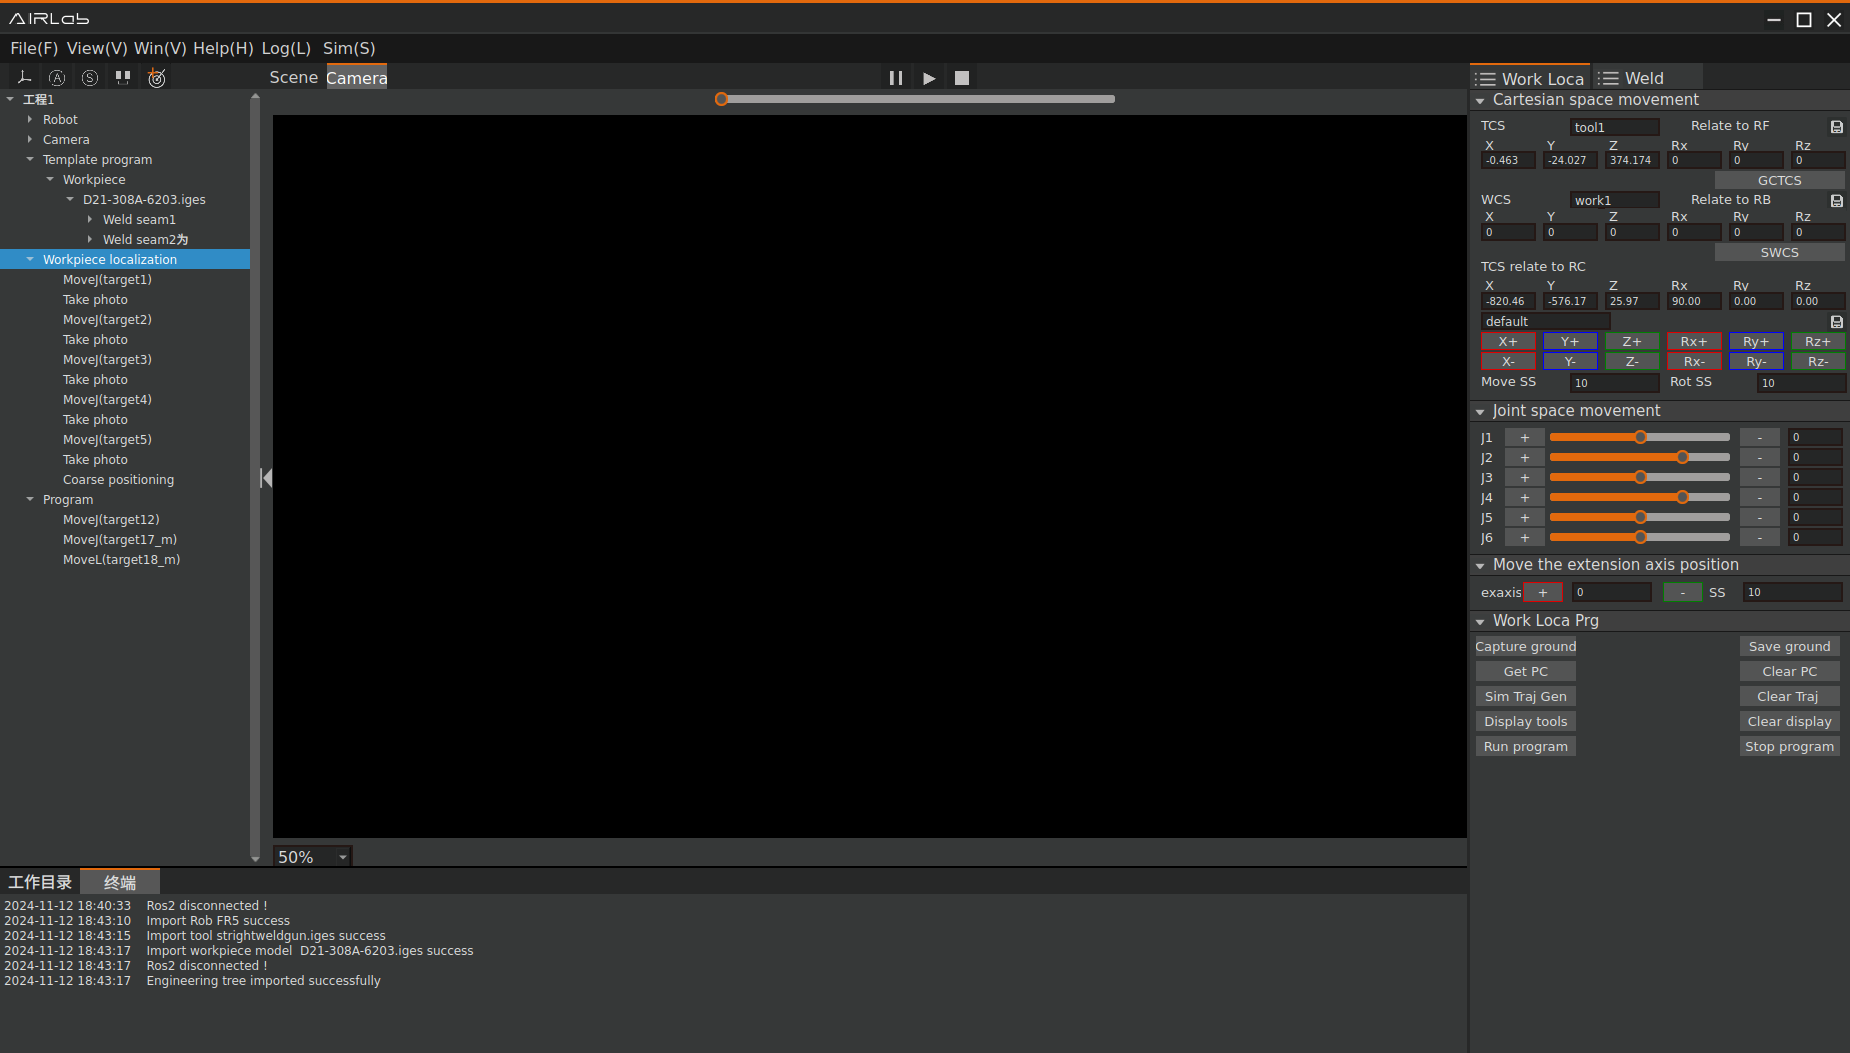 AIRLab
File(F) View(V) Win(V) Help(H) Log(L) Sim(S)
A S Scene Camera
Work Loca Weld
工程1
Robot
Camera
Template program
Workpiece
D21-308A-6203.iges
Weld seam1
Weld seam2为
Workpiece localization
MoveJ(target1)
Take photo
MoveJ(target2)
Take photo
MoveJ(target3)
Take photo
MoveJ(target4)
Take photo
MoveJ(target5)
Take photo
Coarse positioning
Program
MoveJ(target12)
MoveJ(target17_m)
MoveL(target18_m)
50%
Cartesian space movement
TCS tool1 Relate to RF
X Y Z Rx Ry Rz
-0.463 -24.027 374.174 0 0 0
GCTCS
WCS work1 Relate to RB
X Y Z Rx Ry Rz
0 0 0 0 0 0
SWCS
TCS relate to RC
X Y Z Rx Ry Rz
-820.46 -576.17 25.97 90.00 0.00 0.00
default
X+ Y+ Z+ Rx+ Ry+ Rz+
X- Y- Z- Rx- Ry- Rz-
Move SS 10 Rot SS 10
Joint space movement
J1 + - 0
J2 + - 0
J3 + - 0
J4 + - 0
J5 + - 0
J6 + - 0
Move the extension axis position
exaxis + 0 - SS 10
Work Loca Prg
Capture ground Save ground
Get PC Clear PC
Sim Traj Gen Clear Traj
Display tools Clear display
Run program Stop program
工作目录 终端
2024-11-12 18:40:33 Ros2 disconnected !
2024-11-12 18:43:10 Import Rob FR5 success
2024-11-12 18:43:15 Import tool strightweldgun.iges success
2024-11-12 18:43:17 Import workpiece model D21-308A-6203.iges success
2024-11-12 18:43:17 Ros2 disconnected !
2024-11-12 18:43:17 Engineering tree imported successfully